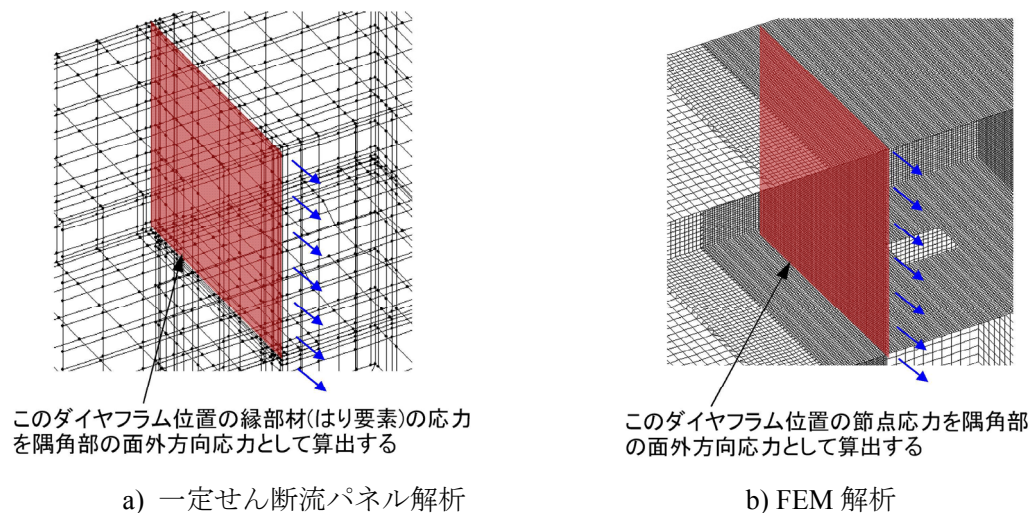 このダイヤフラム位置の縁部材(はり要素)の応力
を隅角部の面外方向応力として算出する
このダイヤフラム位置の節点応力を隅角部
の面外方向応力として算出する
a) 一定せん断流パネル解析
b) FEM 解析